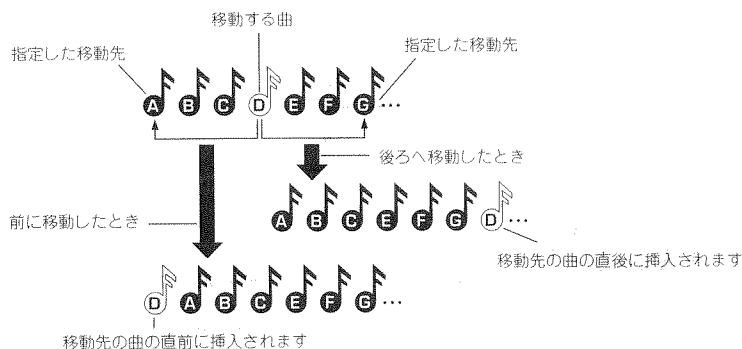 移動する曲
指定した移動先
指定した移動先
A B C D E F G …
後ろへ移動したとき
A B C E F G D …
前に移動したとき
移動先の曲の直後に挿入されます
D A B C E F G …
移動先の曲の直前に挿入されます